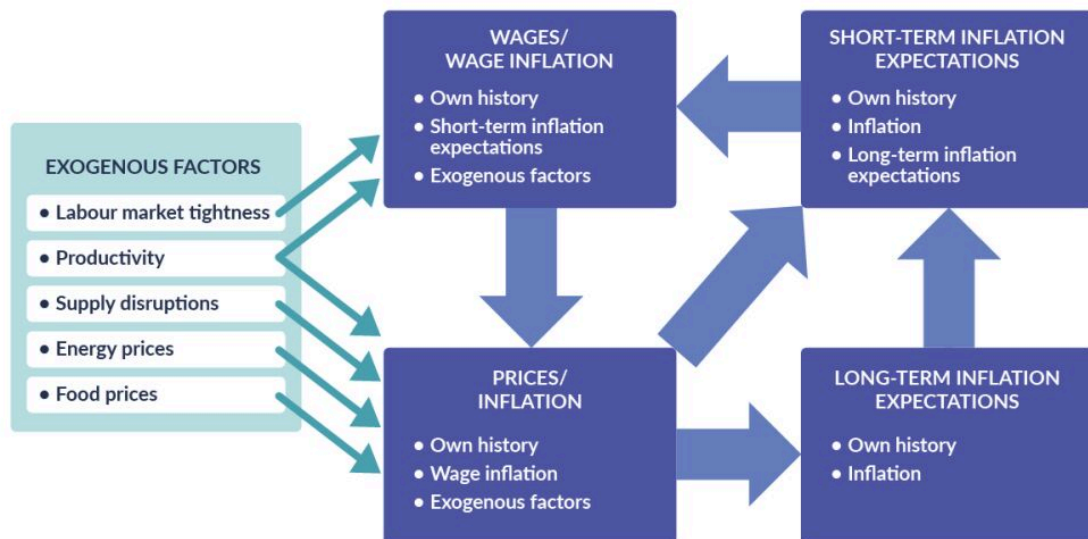 EXOGENOUS FACTORS
• Labour market tightness
• Productivity
• Supply disruptions
• Energy prices
• Food prices
WAGES/
WAGE INFLATION
• Own history
• Short-term inflation
expectations
• Exogenous factors
SHORT-TERM INFLATION
EXPECTATIONS
• Own history
• Inflation
• Long-term inflation
expectations
PRICES/
INFLATION
• Own history
• Wage inflation
• Exogenous factors
LONG-TERM INFLATION
EXPECTATIONS
• Own history
• Inflation